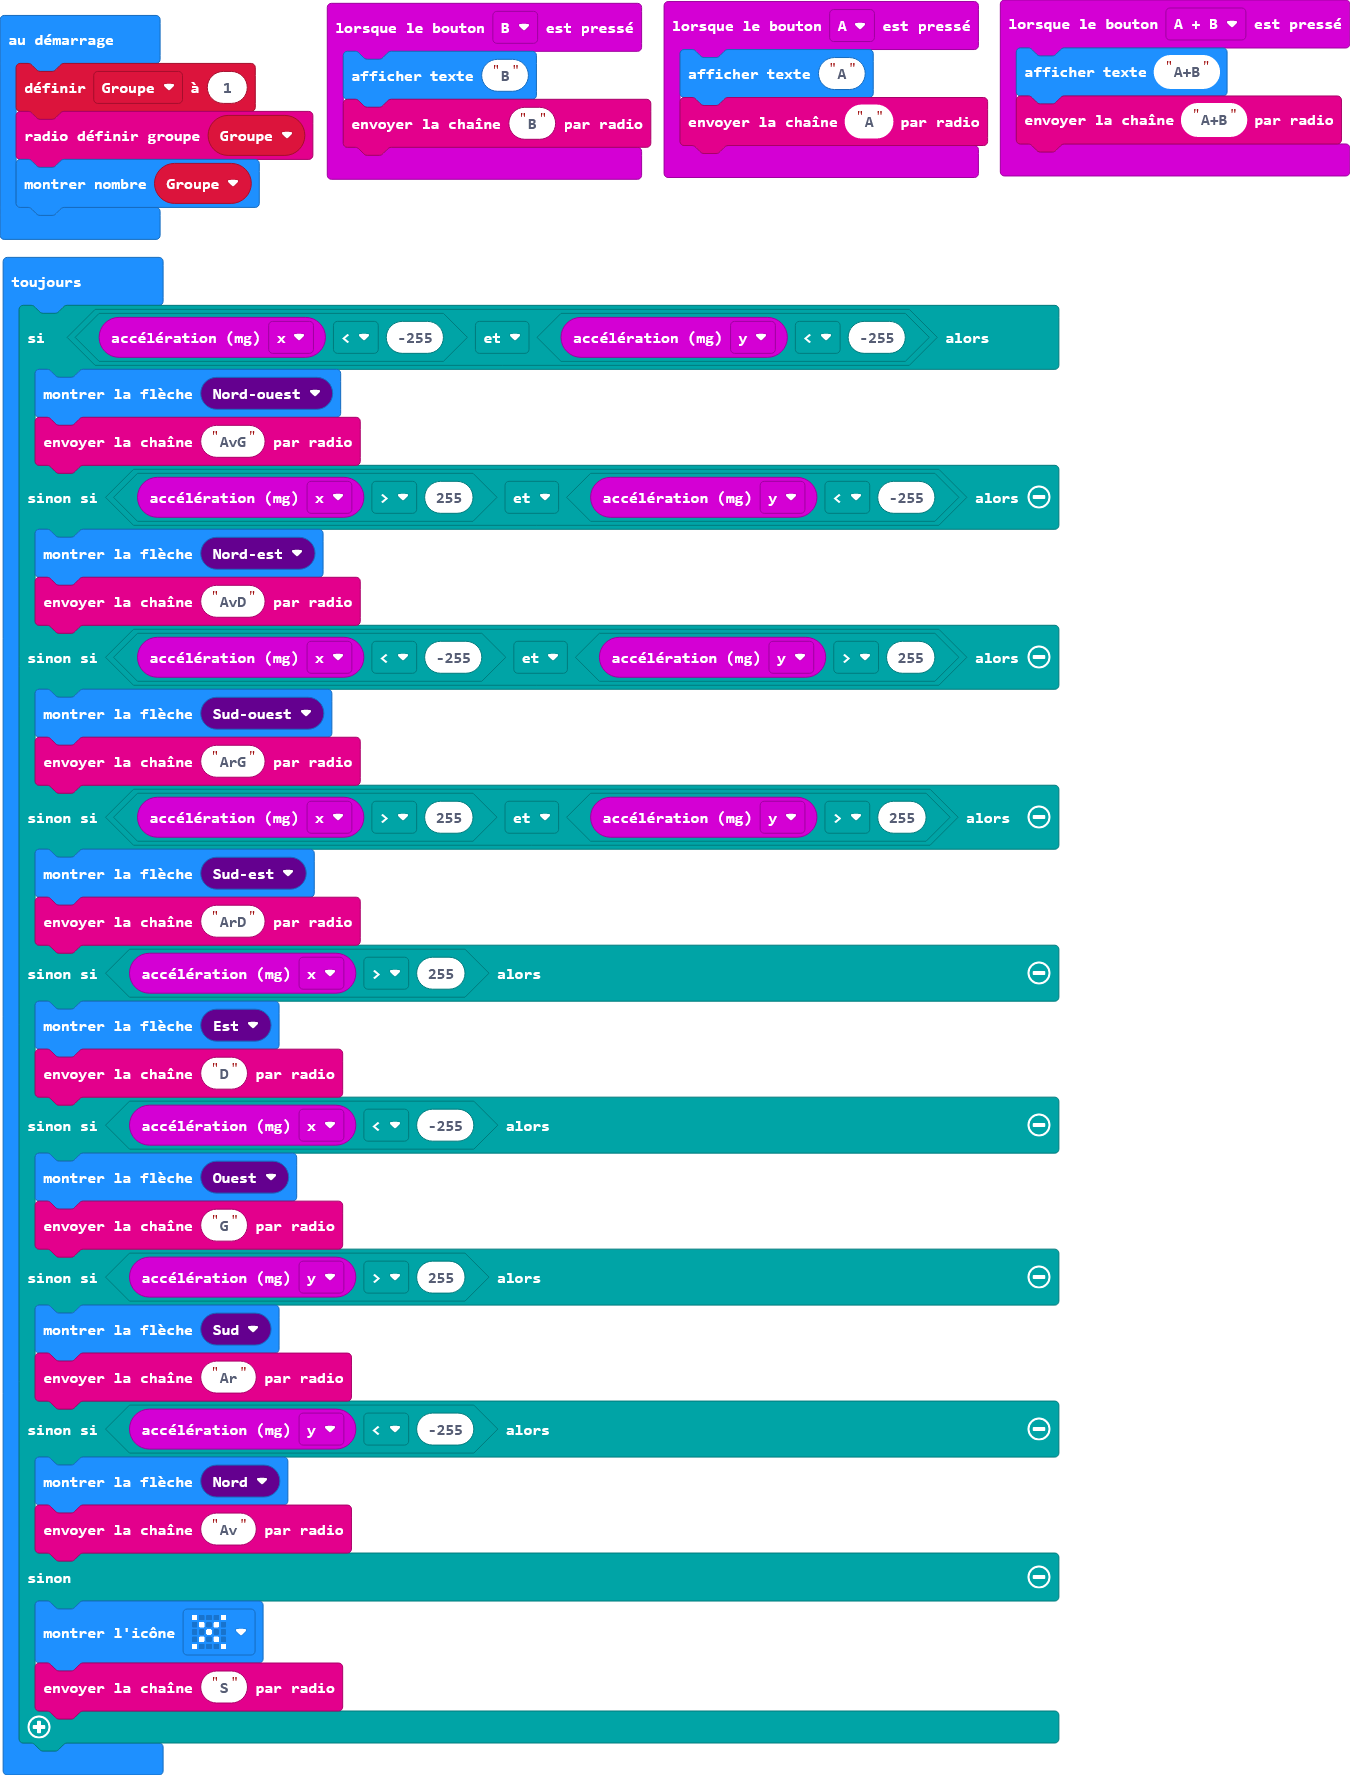 au démarrage
définir Groupe à 1
radio définir groupe Groupe
montrer nombre Groupe
lorsque le bouton B est pressé
afficher texte "B"
envoyer la chaîne "B" par radio
lorsque le bouton A est pressé
afficher texte "A"
envoyer la chaîne "A" par radio
lorsque le bouton A + B est pressé
afficher texte "A+B"
envoyer la chaîne "A+B" par radio
toujours
si accélération (mg) x < -255 et accélération (mg) y < -255 alors
montrer la flèche Nord-ouest
envoyer la chaîne "AvG" par radio
sinon si accélération (mg) x > 255 et accélération (mg) y < -255 alors
montrer la flèche Nord-est
envoyer la chaîne "AvD" par radio
sinon si accélération (mg) x < -255 et accélération (mg) y > 255 alors
montrer la flèche Sud-ouest
envoyer la chaîne "ArG" par radio
sinon si accélération (mg) x > 255 et accélération (mg) y > 255 alors
montrer la flèche Sud-est
envoyer la chaîne "ArD" par radio
sinon si accélération (mg) x > 255 alors
montrer la flèche Est
envoyer la chaîne "D" par radio
sinon si accélération (mg) x < -255 alors
montrer la flèche Ouest
envoyer la chaîne "G" par radio
sinon si accélération (mg) y > 255 alors
montrer la flèche Sud
envoyer la chaîne "Ar" par radio
sinon si accélération (mg) y < -255 alors
montrer la flèche Nord
envoyer la chaîne "Av" par radio
sinon
montrer l'icône
envoyer la chaîne "S" par radio